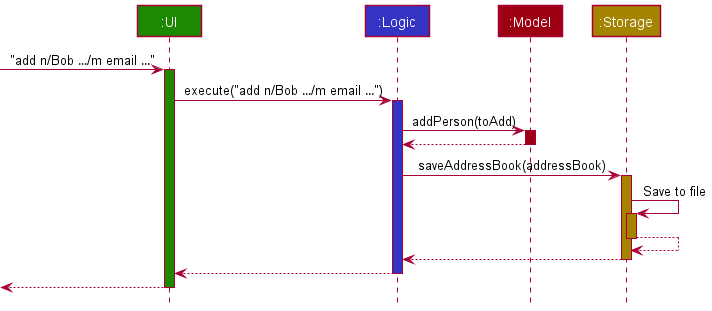 :UI
:Logic
:Model
:Storage
"add n/Bob .../m email ..."
execute("add n/Bob .../m email ...")
addPerson(toAdd)
saveAddressBook(addressBook)
Save to file